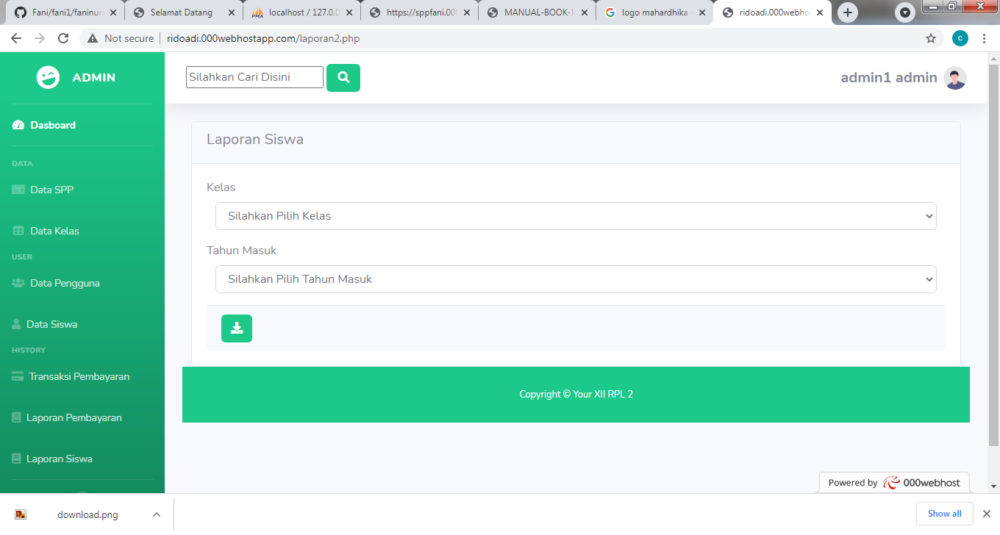 Fani/fani1/faninura
Selamat Datang
localhost / 127.0.0
https://sppfani.000
MANUAL-BOOK-P
logo mahardhika -
ridoadi.000webho
Not secure
ridoadi.000webhostapp.com/laporan2.php
c
ADMIN
Silahkan Cari Disini
admin1 admin
Dasboard
DATA
Data SPP
Data Kelas
USER
Data Pengguna
Data Siswa
HISTORY
Transaksi Pembayaran
Laporan Pembayaran
Laporan Siswa
Laporan Siswa
Kelas
Silahkan Pilih Kelas
Tahun Masuk
Silahkan Pilih Tahun Masuk
Copyright © Your XII RPL 2
Powered by 000webhost
download.png
Show all